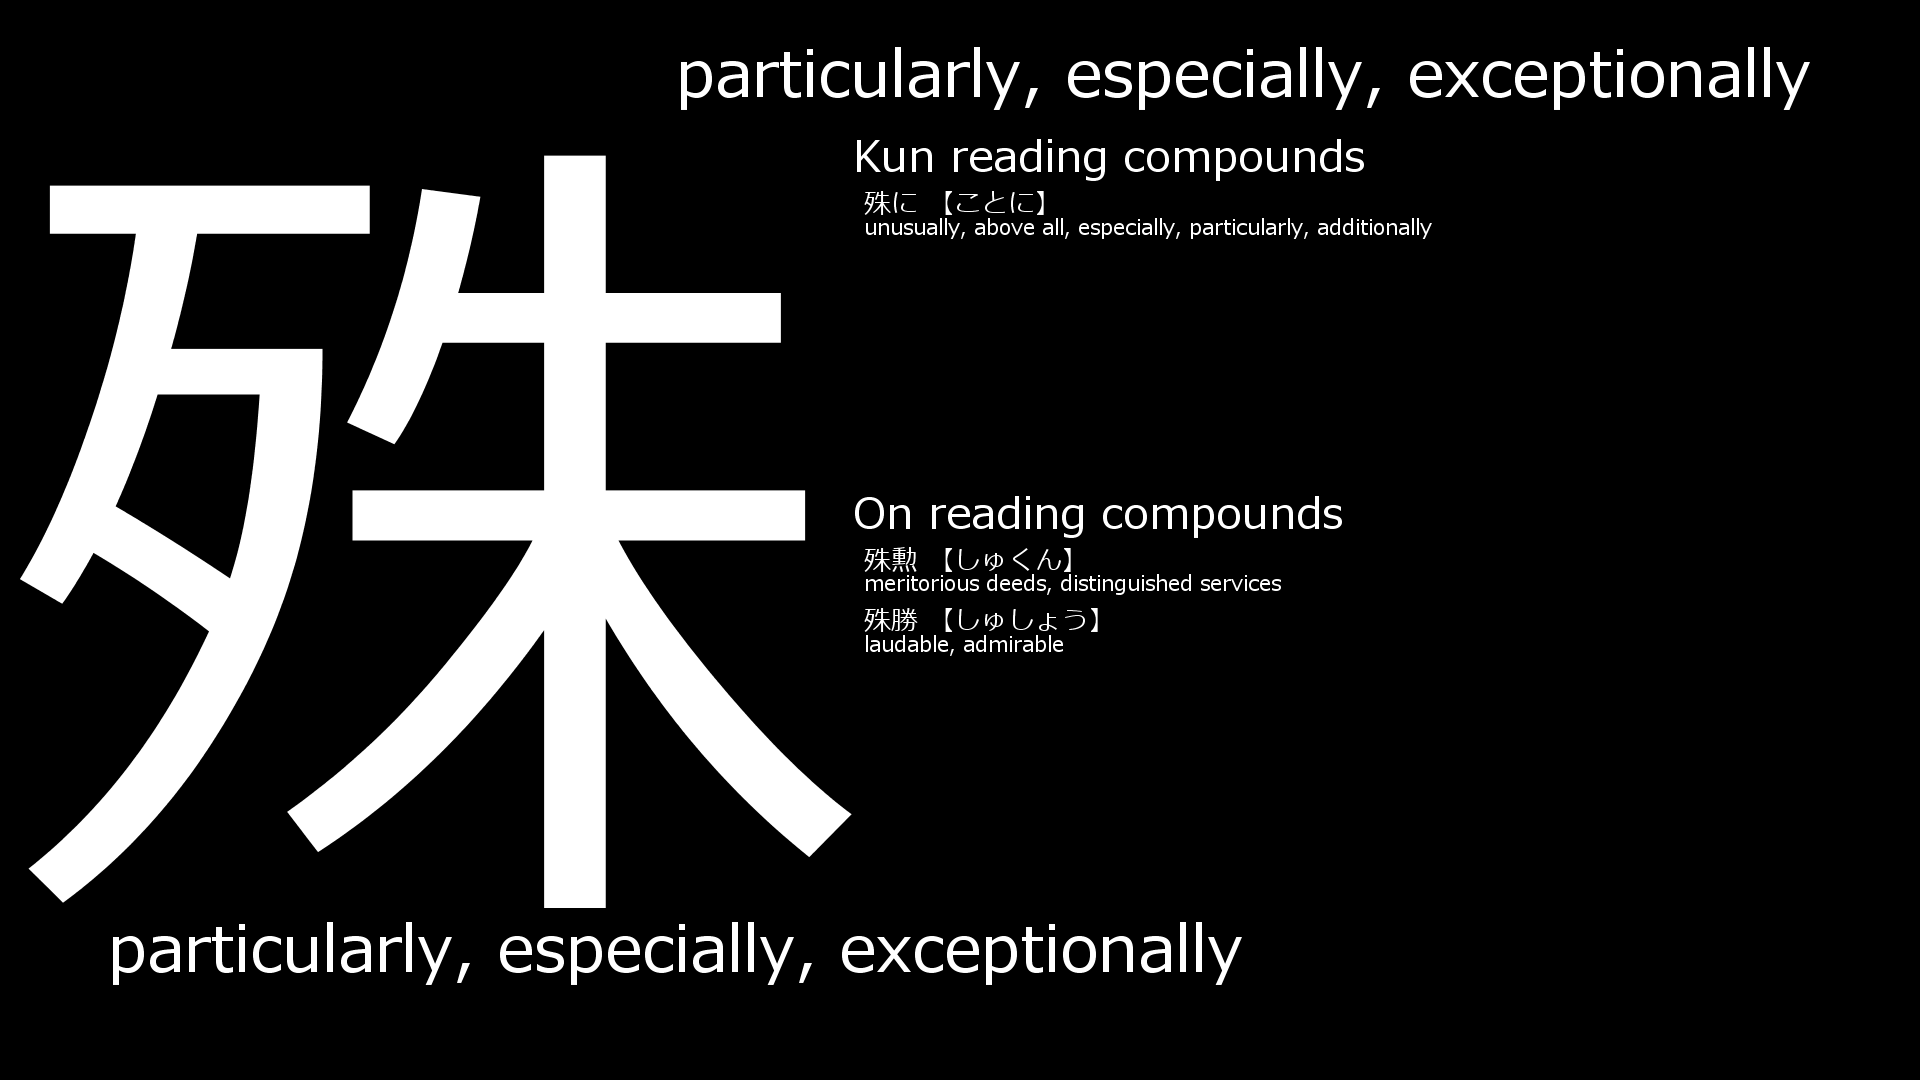 particularly, especially, exceptionally
殊
Kun reading compounds
殊に 【ことに】
unusually, above all, especially, particularly, additionally
On reading compounds
殊勲 【しゅくん】
meritorious deeds, distinguished services
殊勝 【しゅしょう】
laudable, admirable
particularly, especially, exceptionally